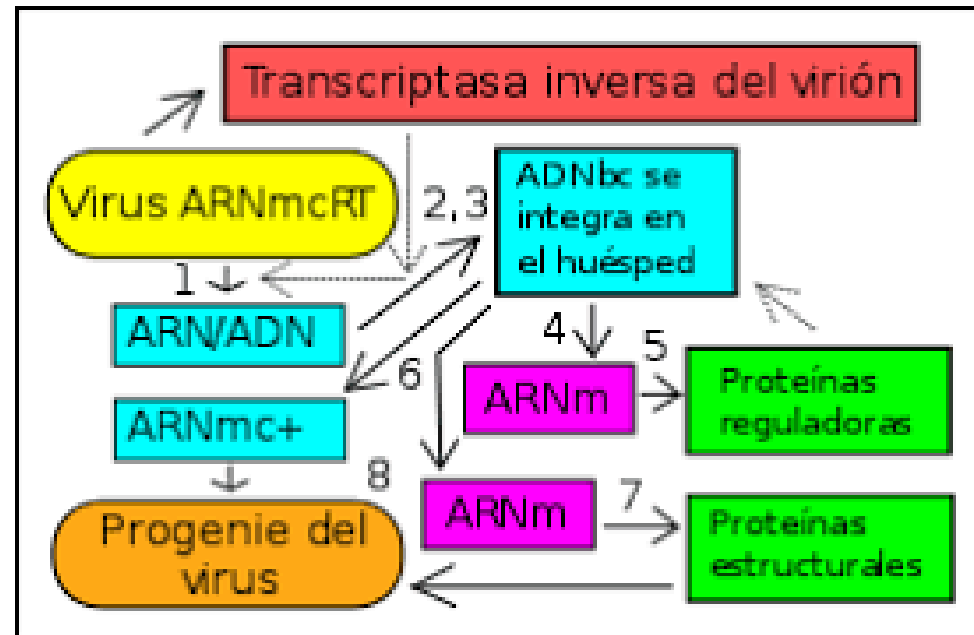 Transcriptasa inversa del virión
Virus ARNmcRT
2,3
ADNbc se
integra en
el huésped
1
ARN/ADN
4
5
6
ARNm
Proteínas
reguladoras
ARNmc+
8
ARNm
7
Proteínas
estructurales
Progenie del
virus